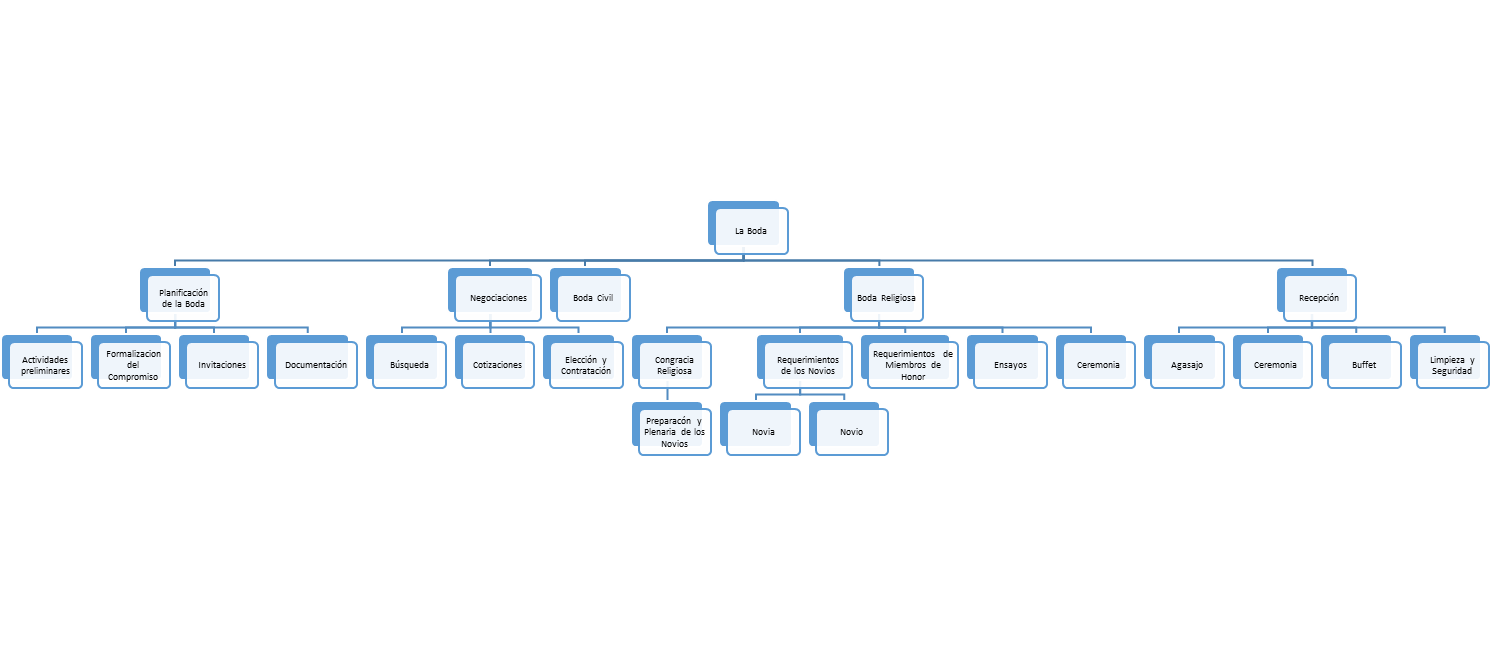 La Boda
Planificación
de la Boda
Negociaciones
Boda Civil
Boda Religiosa
Recepción
Actividades
preliminares
Formalizacion
del
Compromiso
Invitaciones
Documentación
Búsqueda
Cotizaciones
Elección y
Contratación
Congracia
Religiosa
Requerimientos
de los Novios
Requerimientos de
Miembros de
Honor
Ensayos
Ceremonia
Agasajo
Ceremonia
Buffet
Limpieza y
Seguridad
Preparacón y
Plenaria de los
Novios
Novia
Novio